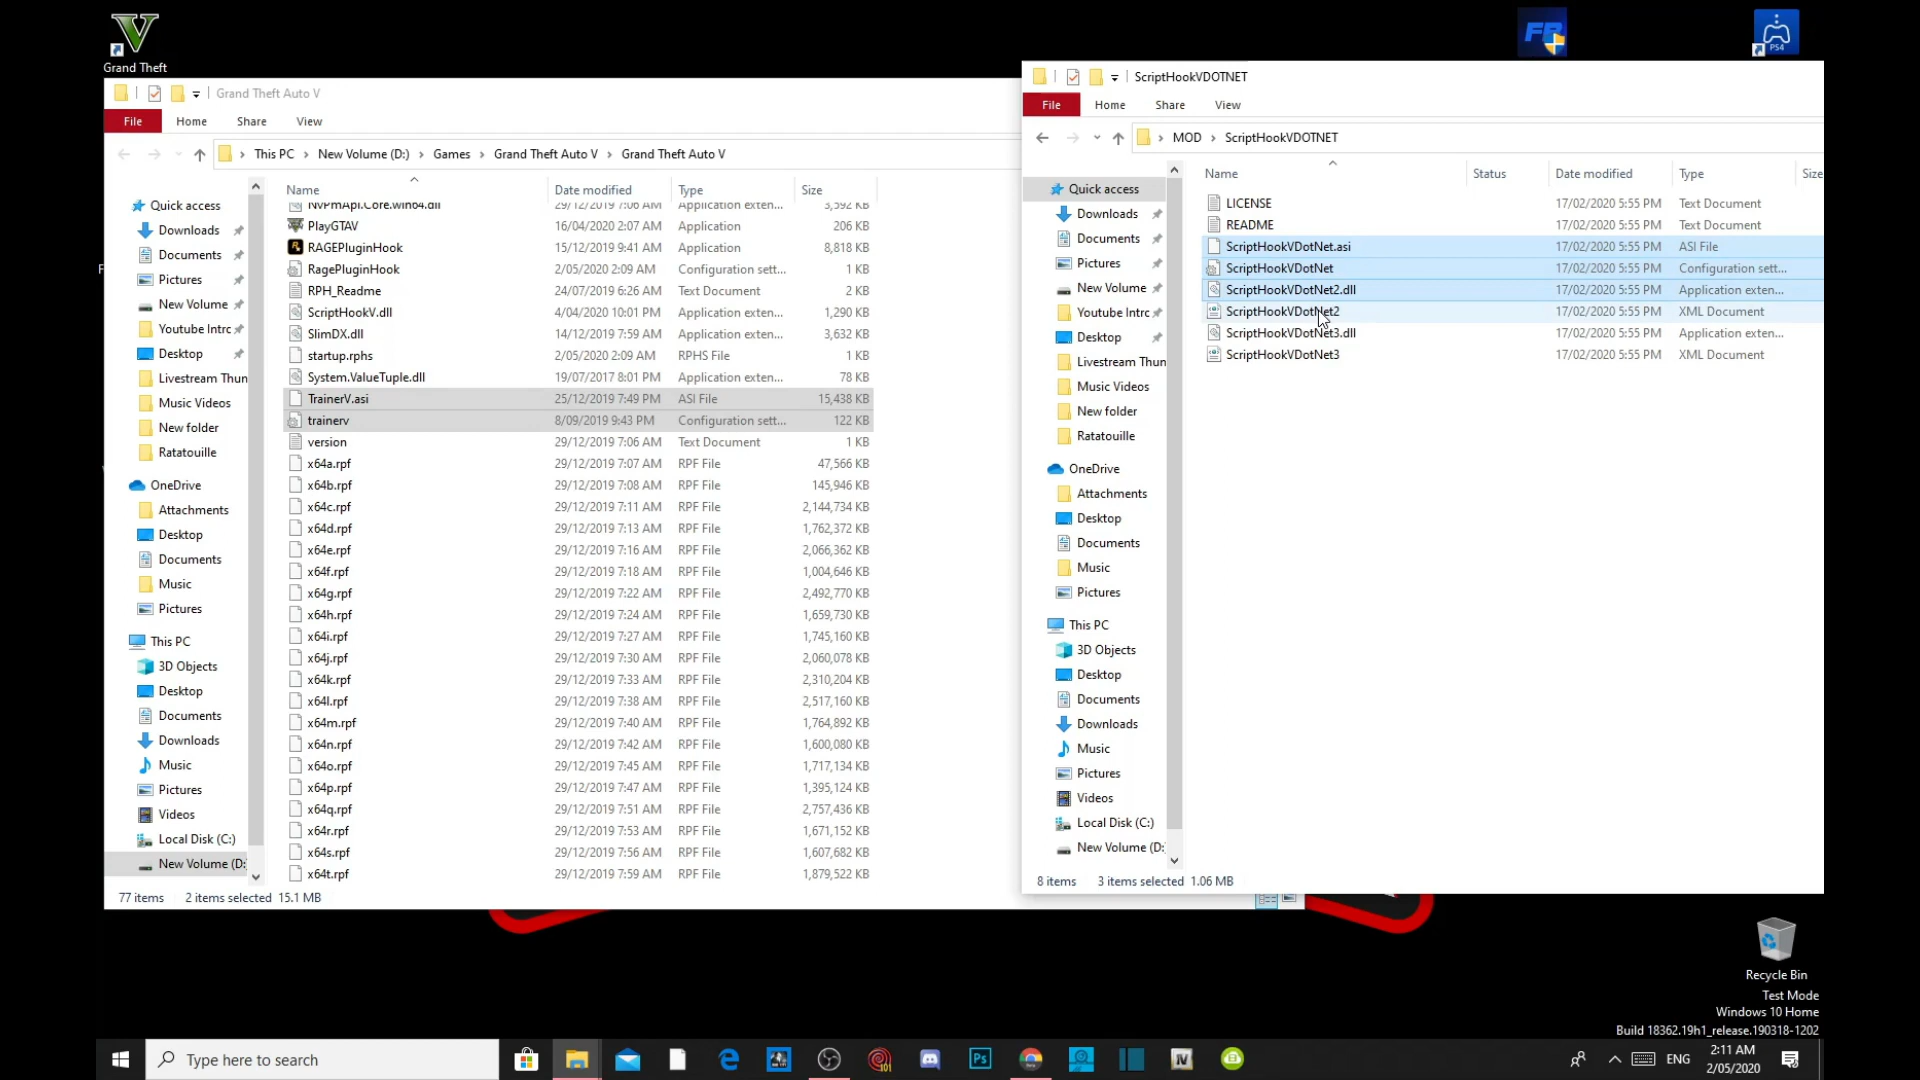 Grand Theft
Grand Theft Auto V
File Home Share View
This PC > New Volume (D:) > Games > Grand Theft Auto V > Grand Theft Auto V
Name Date modified Type Size
Quick access
Downloads
Documents
Pictures
New Volume
Youtube Intrc
Desktop
Livestream Thun
Music Videos
New folder
Ratatouille
OneDrive
Attachments
Desktop
Documents
Music
Pictures
This PC
3D Objects
Desktop
Documents
Downloads
Music
Pictures
Videos
Local Disk (C:)
New Volume (D:
NvPmApi.Core.win64.dll 29/12/2019 7:06 AM Application exten... 3,592 KB
PlayGTAV 16/04/2020 2:07 AM Application 206 KB
RAGEPluginHook 15/12/2019 9:41 AM Application 8,818 KB
RagePluginHook 2/05/2020 2:09 AM Configuration sett... 1 KB
RPH_Readme 24/07/2019 6:26 AM Text Document 2 KB
ScriptHookV.dll 4/04/2020 10:01 PM Application exten... 1,290 KB
SlimDX.dll 14/12/2019 7:59 AM Application exten... 3,632 KB
startup.rphs 2/05/2020 2:09 AM RPHS File 1 KB
System.ValueTuple.dll 19/07/2017 8:01 PM Application exten... 78 KB
TrainerV.asi 25/12/2019 7:49 PM ASI File 15,438 KB
trainerv 8/09/2019 9:43 PM Configuration sett... 122 KB
version 29/12/2019 7:06 AM Text Document 1 KB
x64a.rpf 29/12/2019 7:07 AM RPF File 47,566 KB
x64b.rpf 29/12/2019 7:08 AM RPF File 145,946 KB
x64c.rpf 29/12/2019 7:11 AM RPF File 2,144,734 KB
x64d.rpf 29/12/2019 7:13 AM RPF File 1,762,372 KB
x64e.rpf 29/12/2019 7:16 AM RPF File 2,066,362 KB
x64f.rpf 29/12/2019 7:18 AM RPF File 1,004,646 KB
x64g.rpf 29/12/2019 7:22 AM RPF File 2,492,770 KB
x64h.rpf 29/12/2019 7:24 AM RPF File 1,659,730 KB
x64i.rpf 29/12/2019 7:27 AM RPF File 1,745,160 KB
x64j.rpf 29/12/2019 7:30 AM RPF File 2,060,078 KB
x64k.rpf 29/12/2019 7:33 AM RPF File 2,310,204 KB
x64l.rpf 29/12/2019 7:38 AM RPF File 2,517,160 KB
x64m.rpf 29/12/2019 7:40 AM RPF File 1,764,892 KB
x64n.rpf 29/12/2019 7:42 AM RPF File 1,600,080 KB
x64o.rpf 29/12/2019 7:45 AM RPF File 1,717,134 KB
x64p.rpf 29/12/2019 7:47 AM RPF File 1,395,124 KB
x64q.rpf 29/12/2019 7:51 AM RPF File 2,757,436 KB
x64r.rpf 29/12/2019 7:53 AM RPF File 1,671,152 KB
x64s.rpf 29/12/2019 7:56 AM RPF File 1,607,682 KB
x64t.rpf 29/12/2019 7:59 AM RPF File 1,879,522 KB
77 items 2 items selected 15.1 MB
PS4
ScriptHookVDOTNET
File Home Share View
MOD > ScriptHookVDOTNET
Name Status Date modified Type Size
Quick access
Downloads
Documents
Pictures
New Volume
Youtube Intrc
Desktop
Livestream Thun
Music Videos
New folder
Ratatouille
OneDrive
Attachments
Desktop
Documents
Music
Pictures
This PC
3D Objects
Desktop
Documents
Downloads
Music
Pictures
Videos
Local Disk (C:)
New Volume (D:
LICENSE 17/02/2020 5:55 PM Text Document
README 17/02/2020 5:55 PM Text Document
ScriptHookVDotNet.asi 17/02/2020 5:55 PM ASI File
ScriptHookVDotNet 17/02/2020 5:55 PM Configuration sett...
ScriptHookVDotNet2.dll 17/02/2020 5:55 PM Application exten...
ScriptHookVDotNet2 17/02/2020 5:55 PM XML Document
ScriptHookVDotNet3.dll 17/02/2020 5:55 PM Application exten...
ScriptHookVDotNet3 17/02/2020 5:55 PM XML Document
8 items 3 items selected 1.06 MB
Recycle Bin
Test Mode
Windows 10 Home
Build 18362.19h1_release.190318-1202
Type here to search
Ps
IV
ENG
2:11 AM
2/05/2020